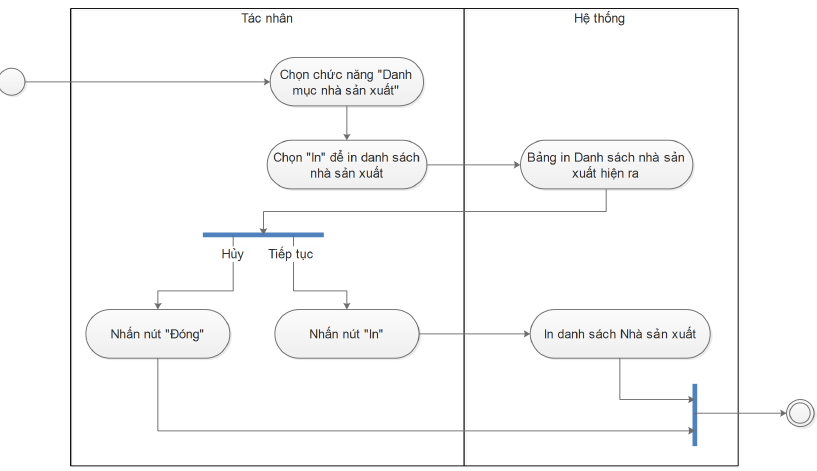 Tác nhân
Hệ thống
Chọn chức năng "Danh
mục nhà sản xuất"
Chọn "In" để in danh sách
nhà sản xuất
Bảng in Danh sách nhà sản
xuất hiện ra
Hủy
Tiếp tục
Nhấn nút "Đóng"
Nhấn nút "In"
In danh sách Nhà sản xuất